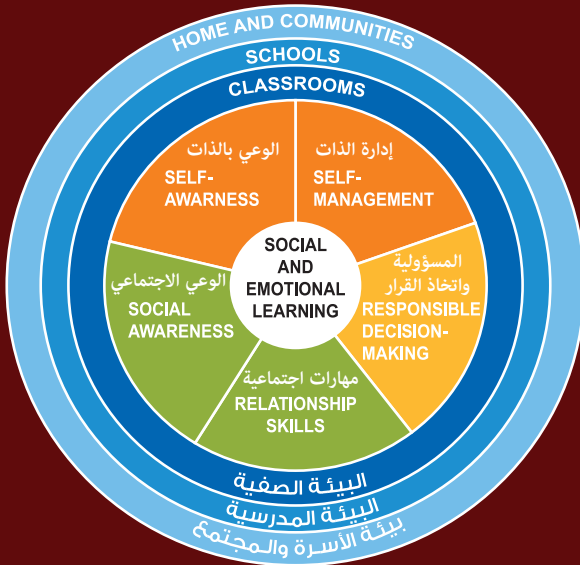 HOME AND COMMUNITIES
SCHOOLS
CLASSROOMS
الوعي بالذات
SELF-
AWARNESS
إدارة الذات
SELF-
MANAGEMENT
SOCIAL
AND
EMOTIONAL
LEARNING
الوعي الاجتماعي
SOCIAL
AWARENESS
المسؤولية
واتخاذ القرار
RESPONSIBLE
DECISION-
MAKING
مهارات اجتماعية
RELATIONSHIP
SKILLS
البيئة الصفية
البيئة المدرسية
بيئة الأسرة والمجتمع